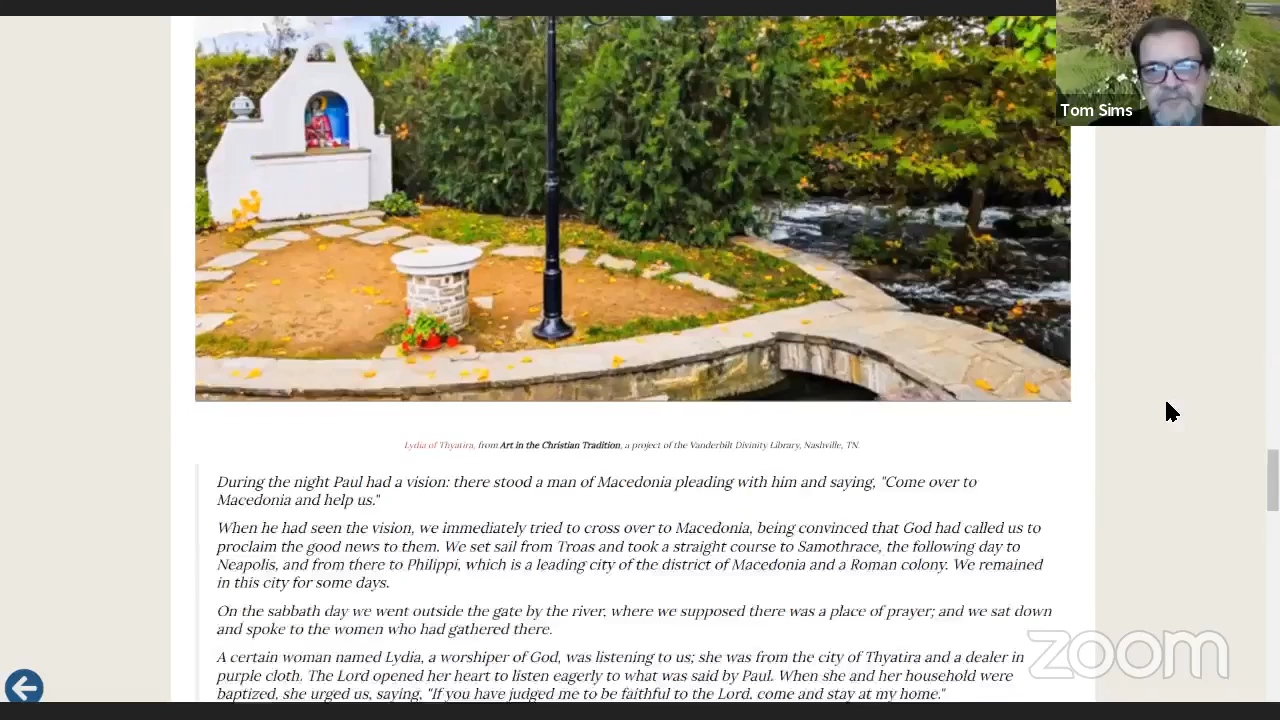 Tom Sims
Lydia of Thyatira, from Art in the Christian Tradition, a project of the Vanderbilt Divinity Library, Nashville, TN.
During the night Paul had a vision: there stood a man of Macedonia pleading with him and saying, "Come over to
Macedonia and help us."
When he had seen the vision, we immediately tried to cross over to Macedonia, being convinced that God had called us to
proclaim the good news to them. We set sail from Troas and took a straight course to Samothrace, the following day to
Neapolis, and from there to Philippi, which is a leading city of the district of Macedonia and a Roman colony. We remained
in this city for some days.
On the sabbath day we went outside the gate by the river, where we supposed there was a place of prayer; and we sat down
and spoke to the women who had gathered there.
A certain woman named Lydia, a worshiper of God, was listening to us; she was from the city of Thyatira and a dealer in
purple cloth. The Lord opened her heart to listen eagerly to what was said by Paul. When she and her household were
baptized, she urged us, saying, "If you have judged me to be faithful to the Lord, come and stay at my home."
zoom